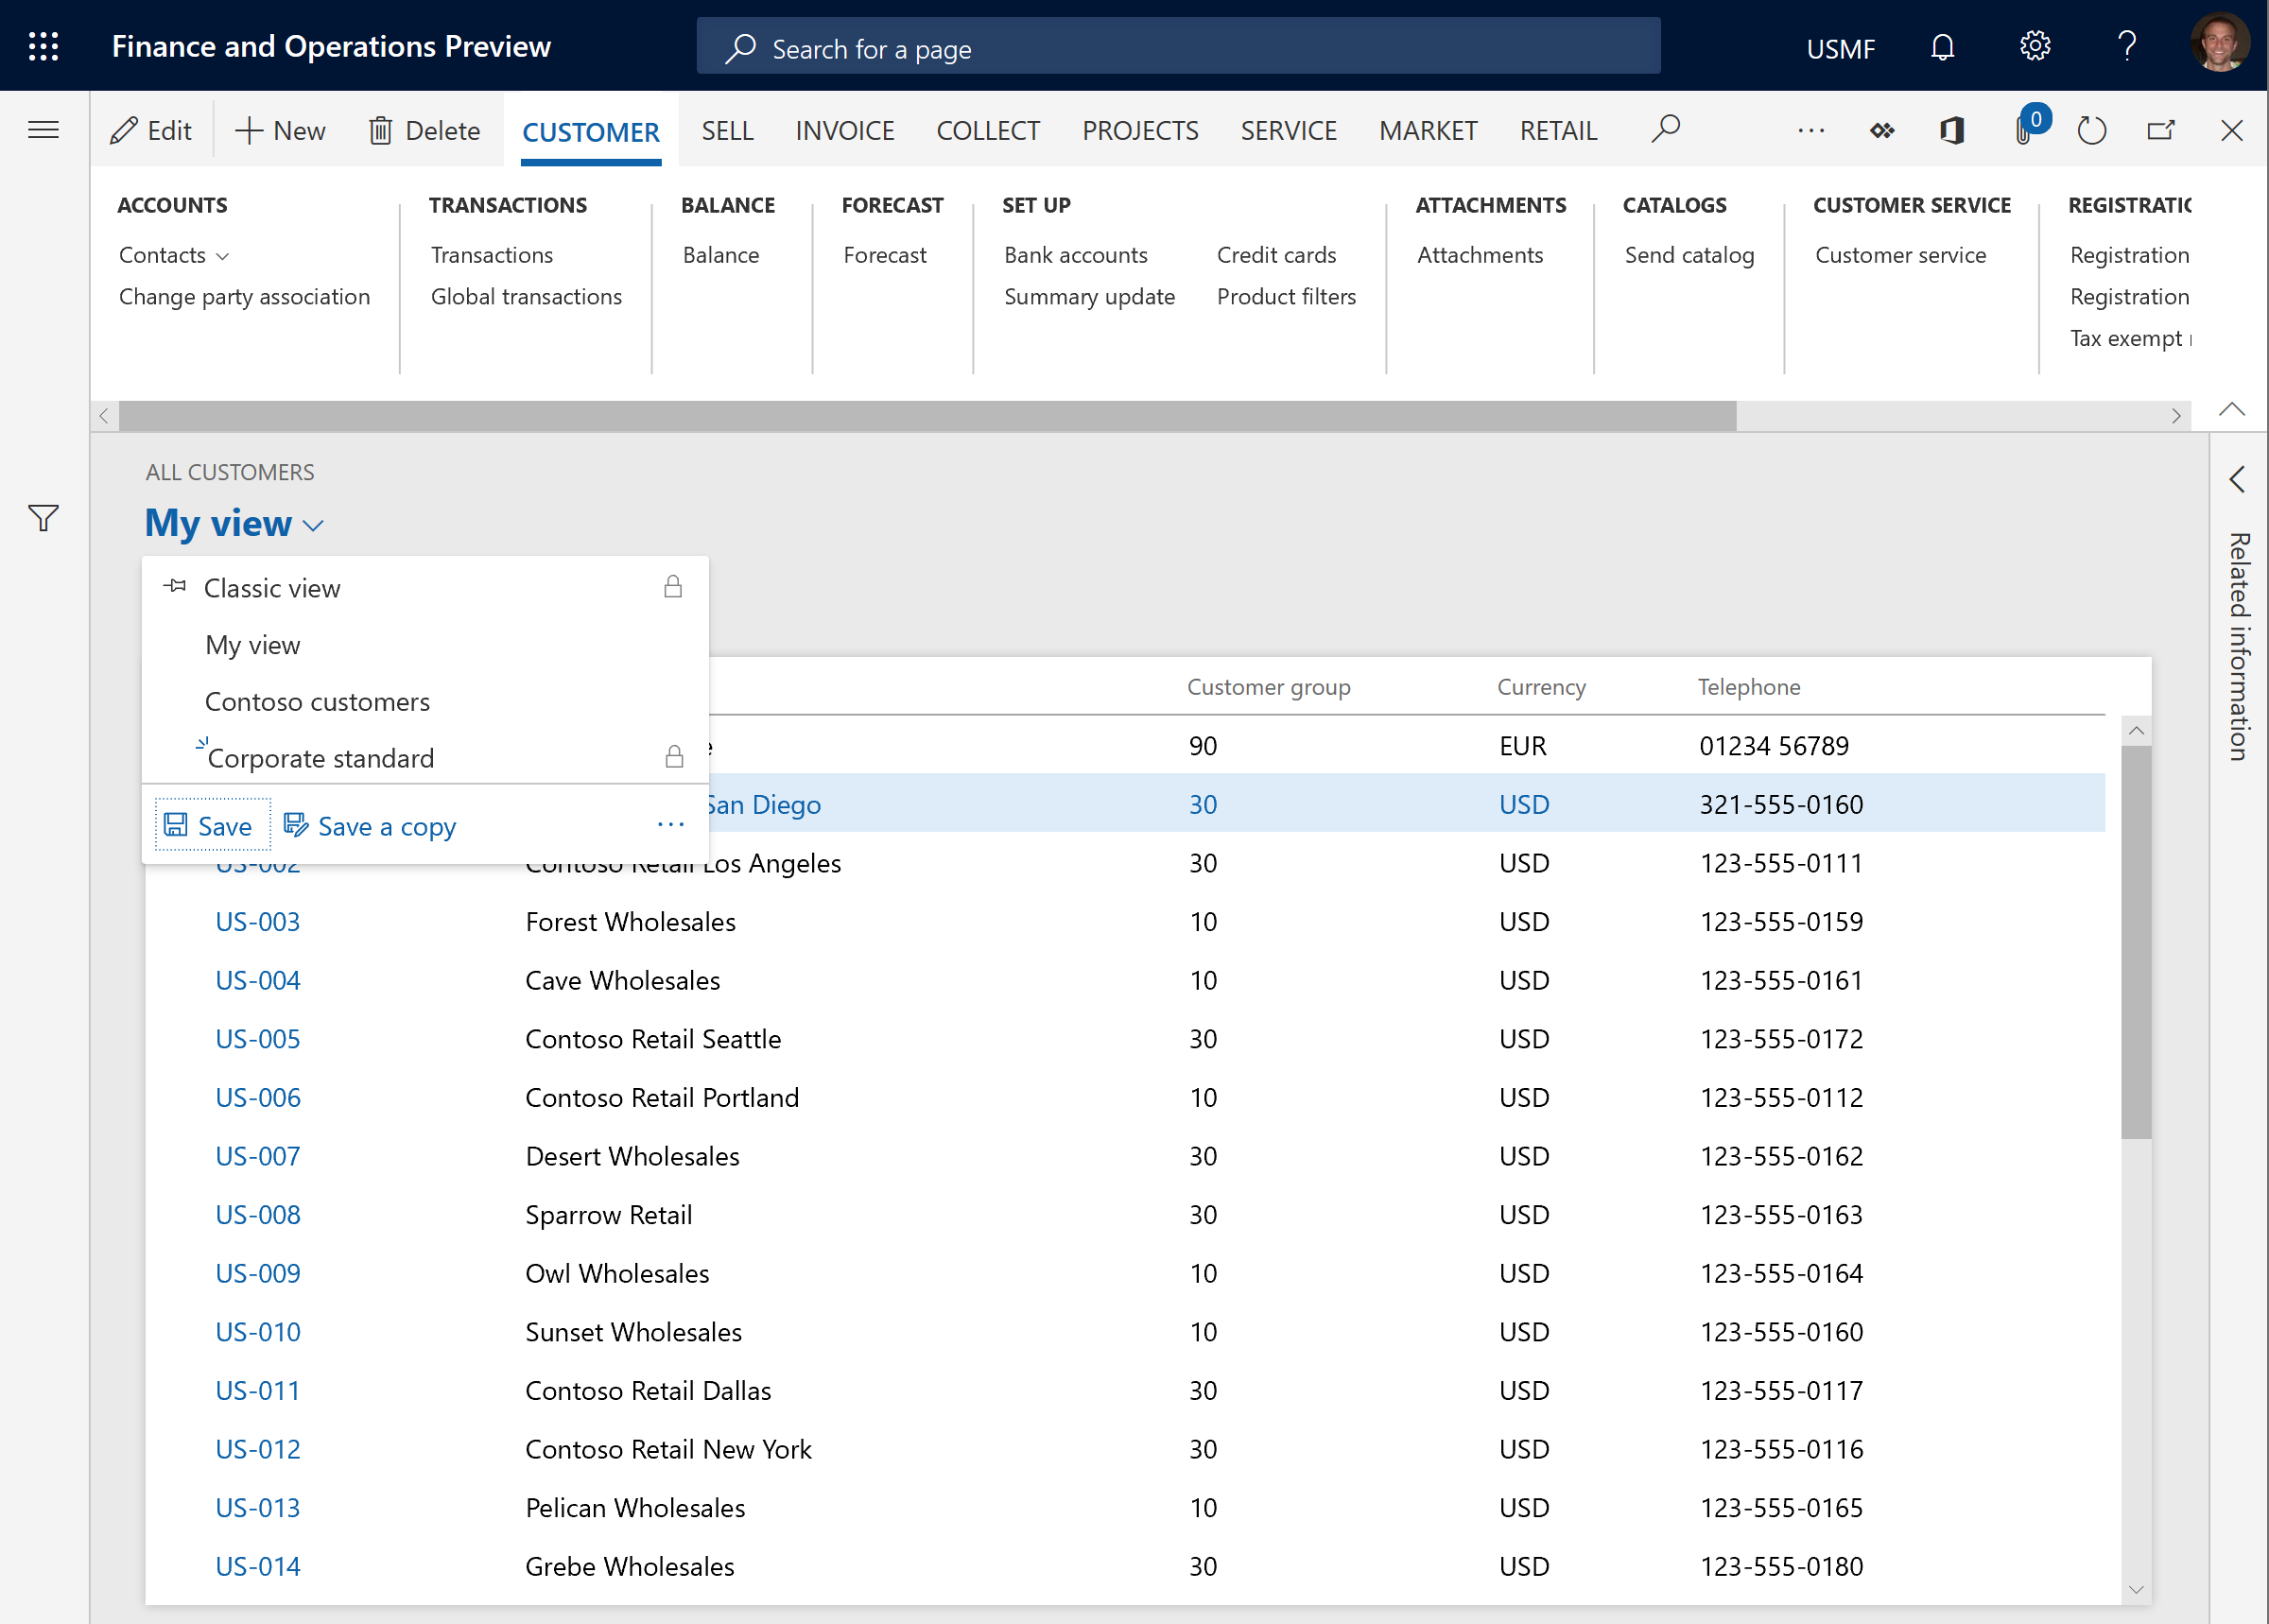 Finance and Operations Preview Search for a page USMF
Edit New Delete CUSTOMER SELL INVOICE COLLECT PROJECTS SERVICE MARKET RETAIL 0
ACCOUNTS TRANSACTIONS BALANCE FORECAST SET UP ATTACHMENTS CATALOGS CUSTOMER SERVICE
Contacts Transactions Balance Forecast Bank accounts Credit cards Attachments Send catalog Customer service Registration
Change party association Global transactions Summary update Product filters Registration
Tax exempt
ALL CUSTOMERS
My view
Related information
Classic view
My view
Contoso customers
Corporate standard
Save Save a copy
Customer group Currency Telephone
90 EUR 01234 56789
San Diego 30 USD 321-555-0160
US-002 Contoso Retail Los Angeles 30 USD 123-555-0111
US-003 Forest Wholesales 10 USD 123-555-0159
US-004 Cave Wholesales 10 USD 123-555-0161
US-005 Contoso Retail Seattle 30 USD 123-555-0172
US-006 Contoso Retail Portland 10 USD 123-555-0112
US-007 Desert Wholesales 30 USD 123-555-0162
US-008 Sparrow Retail 30 USD 123-555-0163
US-009 Owl Wholesales 10 USD 123-555-0164
US-010 Sunset Wholesales 10 USD 123-555-0160
US-011 Contoso Retail Dallas 30 USD 123-555-0117
US-012 Contoso Retail New York 30 USD 123-555-0116
US-013 Pelican Wholesales 10 USD 123-555-0165
US-014 Grebe Wholesales 30 USD 123-555-0180